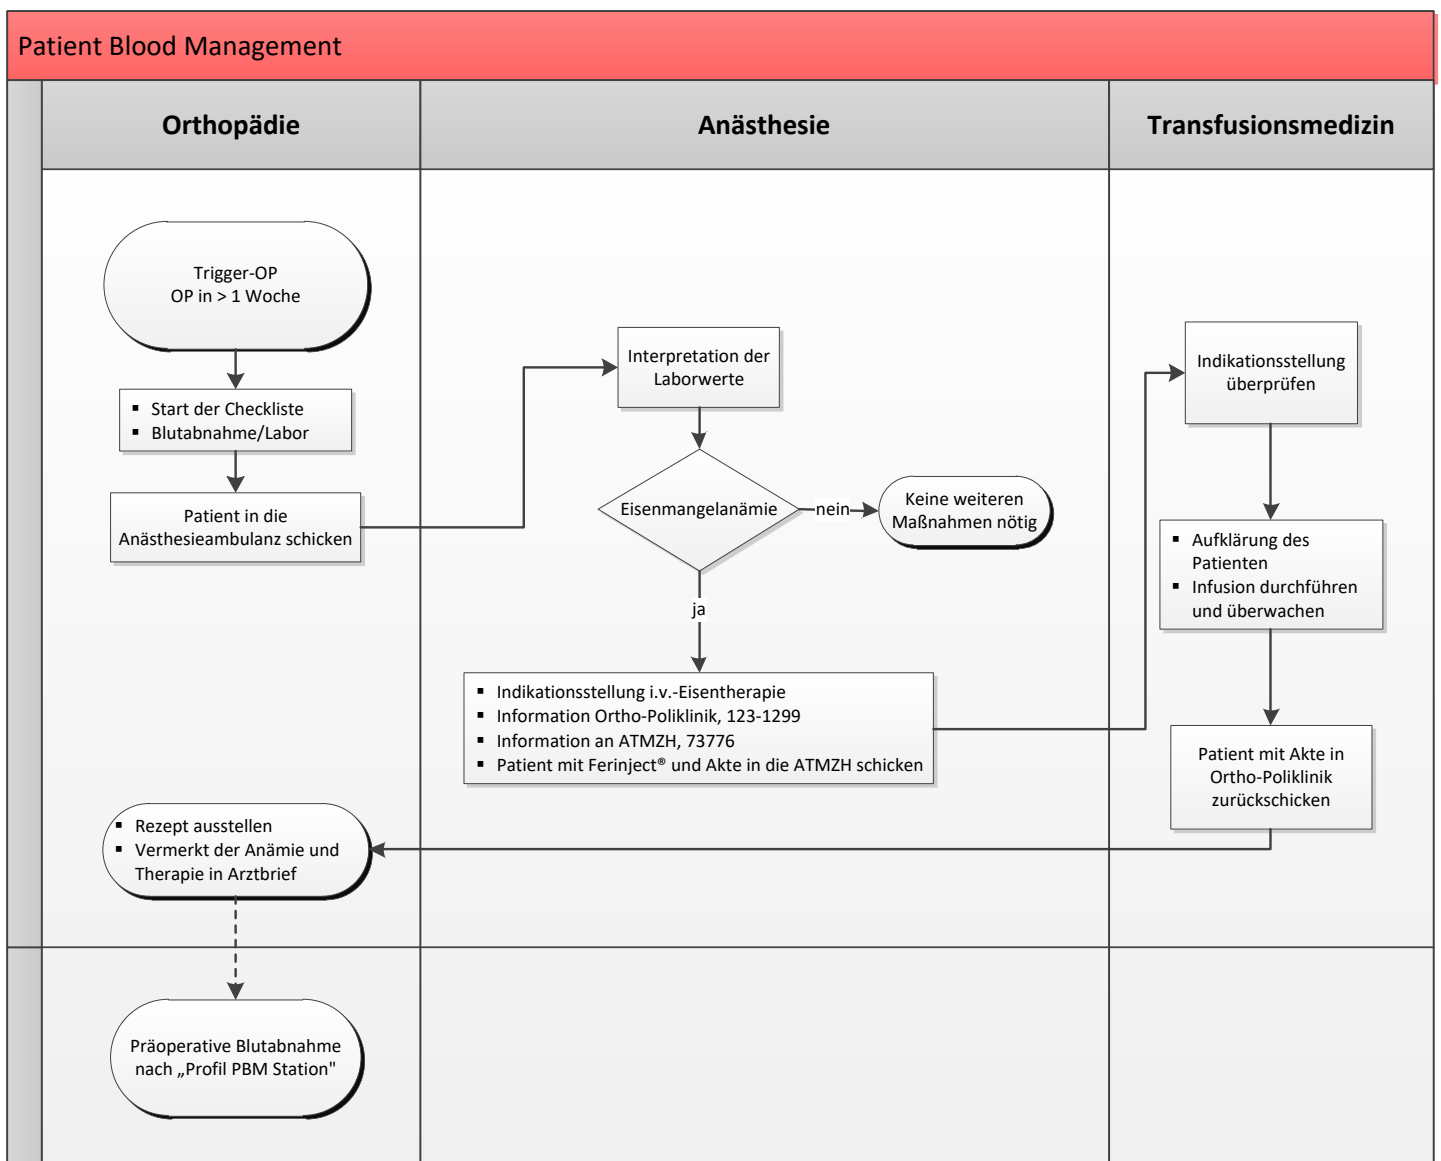 Patient Blood Management
Orthopädie
Anästhesie
Transfusionsmedizin
Trigger-OP
OP in > 1 Woche
▪ Start der Checkliste
▪ Blutabnahme/Labor
Patient in die
Anästhesieambulanz schicken
Interpretation der
Laborwerte
Eisenmangelanämie
nein
Keine weiteren
Maßnahmen nötig
ja
▪ Indikationsstellung i.v.-Eisentherapie
▪ Information Ortho-Poliklinik, 123-1299
▪ Information an ATMZH, 73776
▪ Patient mit Ferinject® und Akte in die ATMZH schicken
Indikationsstellung
überprüfen
▪ Aufklärung des
Patienten
▪ Infusion durchführen
und überwachen
Patient mit Akte in
Ortho-Poliklinik
zurückschicken
▪ Rezept ausstellen
▪ Vermerkt der Anämie und
Therapie in Arztbrief
Präoperative Blutabnahme
nach „Profil PBM Station"